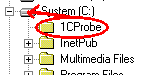 System (C:)
1CProbe
InetPub
Multimedia Files
Program Files